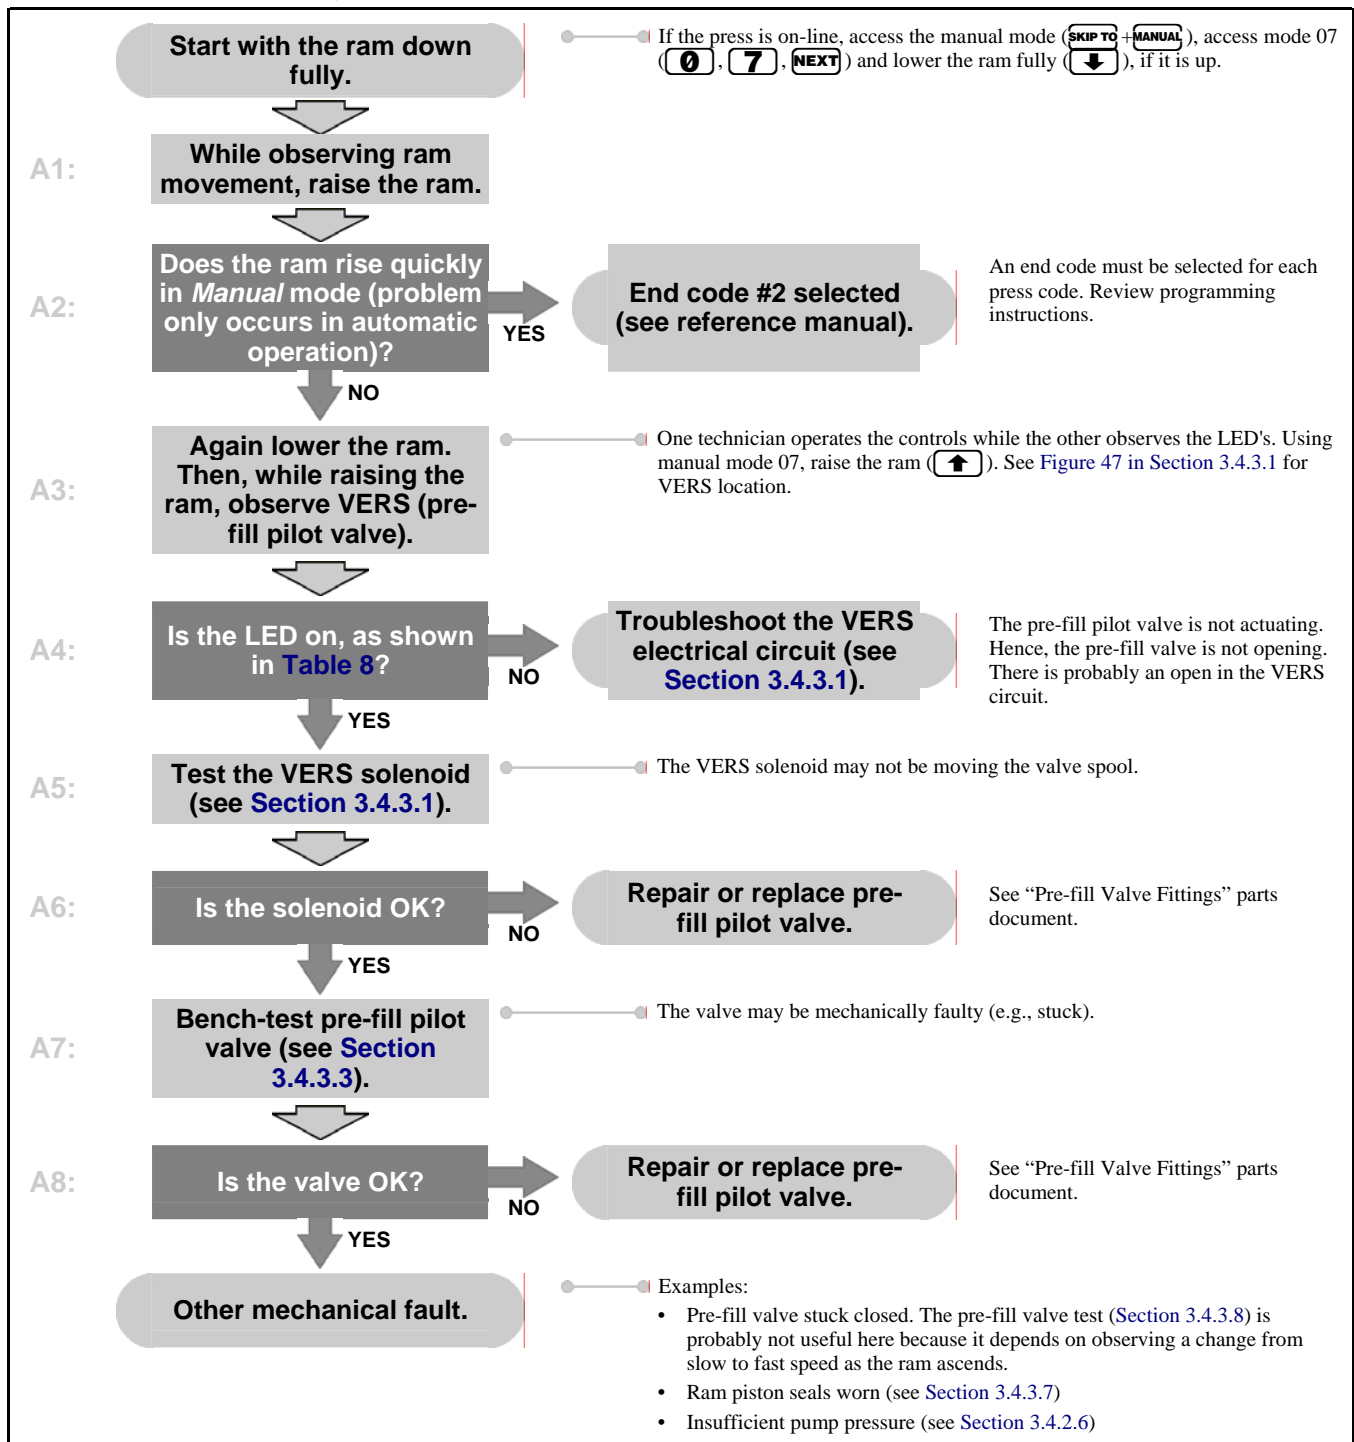 Start with the ram down
fully.
If the press is on-line, access the manual mode (SKIP TO+MANUAL), access mode 07
(0, 7, NEXT) and lower the ram fully (⬇), if it is up.
A1:
While observing ram
movement, raise the ram.
A2:
Does the ram rise quickly
in Manual mode (problem
only occurs in automatic
operation)?
YES
End code #2 selected
(see reference manual).
An end code must be selected for each
press code. Review programming
instructions.
NO
A3:
Again lower the ram.
Then, while raising the
ram, observe VERS (pre-
fill pilot valve).
One technician operates the controls while the other observes the LED's. Using
manual mode 07, raise the ram (⬆). See Figure 47 in Section 3.4.3.1 for
VERS location.
A4:
Is the LED on, as shown
in Table 8?
NO
Troubleshoot the VERS
electrical circuit (see
Section 3.4.3.1).
The pre-fill pilot valve is not actuating.
Hence, the pre-fill valve is not opening.
There is probably an open in the VERS
circuit.
YES
A5:
Test the VERS solenoid
(see Section 3.4.3.1).
The VERS solenoid may not be moving the valve spool.
A6:
Is the solenoid OK?
NO
Repair or replace pre-
fill pilot valve.
See “Pre-fill Valve Fittings” parts
document.
YES
A7:
Bench-test pre-fill pilot
valve (see Section
3.4.3.3).
The valve may be mechanically faulty (e.g., stuck).
A8:
Is the valve OK?
NO
Repair or replace pre-
fill pilot valve.
See “Pre-fill Valve Fittings” parts
document.
YES
Other mechanical fault.
Examples:
• Pre-fill valve stuck closed. The pre-fill valve test (Section 3.4.3.8) is
probably not useful here because it depends on observing a change from
slow to fast speed as the ram ascends.
• Ram piston seals worn (see Section 3.4.3.7)
• Insufficient pump pressure (see Section 3.4.2.6)